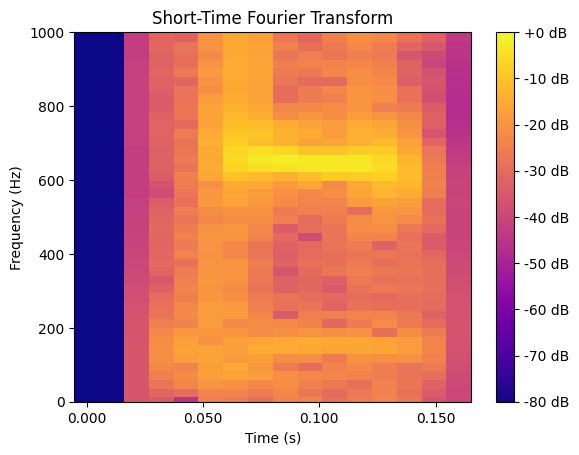 Short-Time Fourier Transform
1000
800
600
400
200
0
Frequency (Hz)
0.000
0.050
0.100
0.150
Time (s)
+0 dB
-10 dB
-20 dB
-30 dB
-40 dB
-50 dB
-60 dB
-70 dB
-80 dB